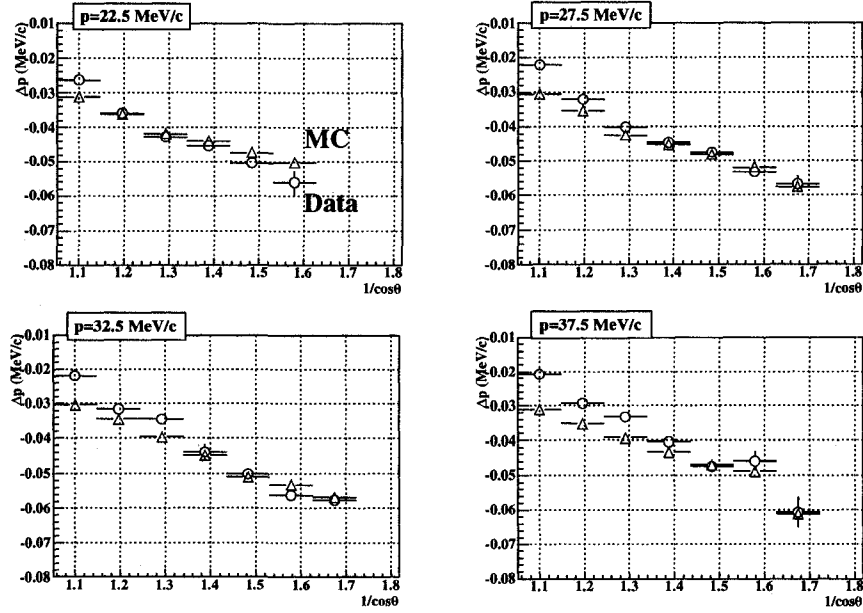 p=22.5 MeV/c
Δp (MeV/c)
-0.01
-0.02
-0.03
-0.04
-0.05
-0.06
-0.07
-0.08
MC
Data
1.1 1.2 1.3 1.4 1.5 1.6 1.7 1.8
1/cosθ
p=27.5 MeV/c
Δp (MeV/c)
-0.01
-0.02
-0.03
-0.04
-0.05
-0.06
-0.07
-0.08
1.1 1.2 1.3 1.4 1.5 1.6 1.7 1.8
1/cosθ
p=32.5 MeV/c
Δp (MeV/c)
-0.01
-0.02
-0.03
-0.04
-0.05
-0.06
-0.07
-0.08
1.1 1.2 1.3 1.4 1.5 1.6 1.7
1/cosθ
p=37.5 MeV/c
Δp (MeV/c)
-0.01
-0.02
-0.03
-0.04
-0.05
-0.06
-0.07
-0.08
1.1 1.2 1.3 1.4 1.5 1.6 1.7 1.8
1/cosθ